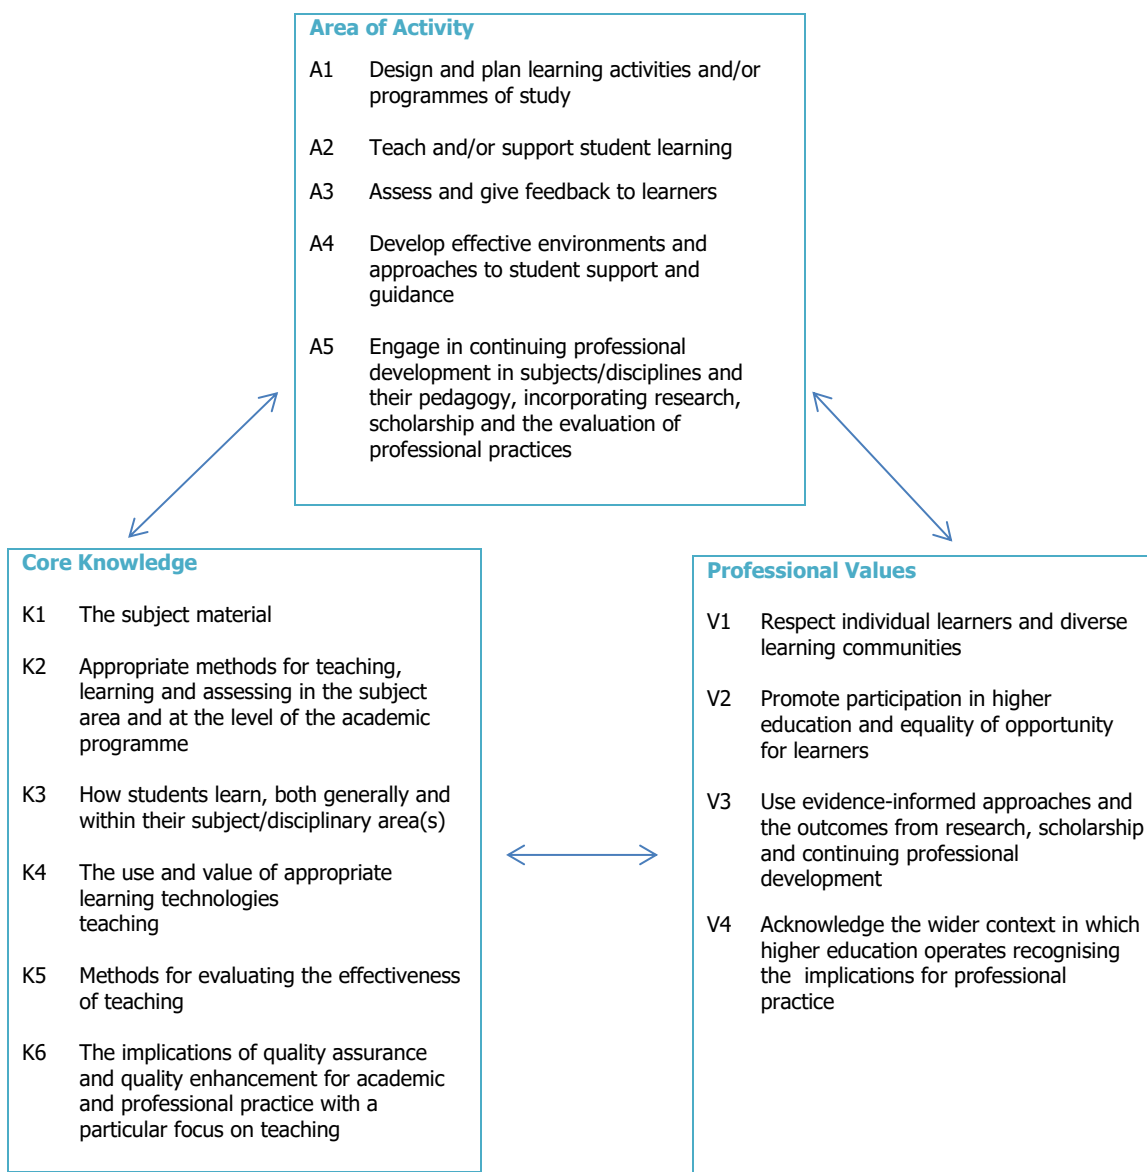 Area of Activity
A1 Design and plan learning activities and/or
programmes of study
A2 Teach and/or support student learning
A3 Assess and give feedback to learners
A4 Develop effective environments and
approaches to student support and
guidance
A5 Engage in continuing professional
development in subjects/disciplines and
their pedagogy, incorporating research,
scholarship and the evaluation of
professional practices
Core Knowledge
K1 The subject material
K2 Appropriate methods for teaching,
learning and assessing in the subject
area and at the level of the academic
programme
K3 How students learn, both generally and
within their subject/disciplinary area(s)
K4 The use and value of appropriate
learning technologies
teaching
K5 Methods for evaluating the effectiveness
of teaching
K6 The implications of quality assurance
and quality enhancement for academic
and professional practice with a
particular focus on teaching
Professional Values
V1 Respect individual learners and diverse
learning communities
V2 Promote participation in higher
education and equality of opportunity
for learners
V3 Use evidence-informed approaches and
the outcomes from research, scholarship
and continuing professional
development
V4 Acknowledge the wider context in which
higher education operates recognising
the implications for professional
practice